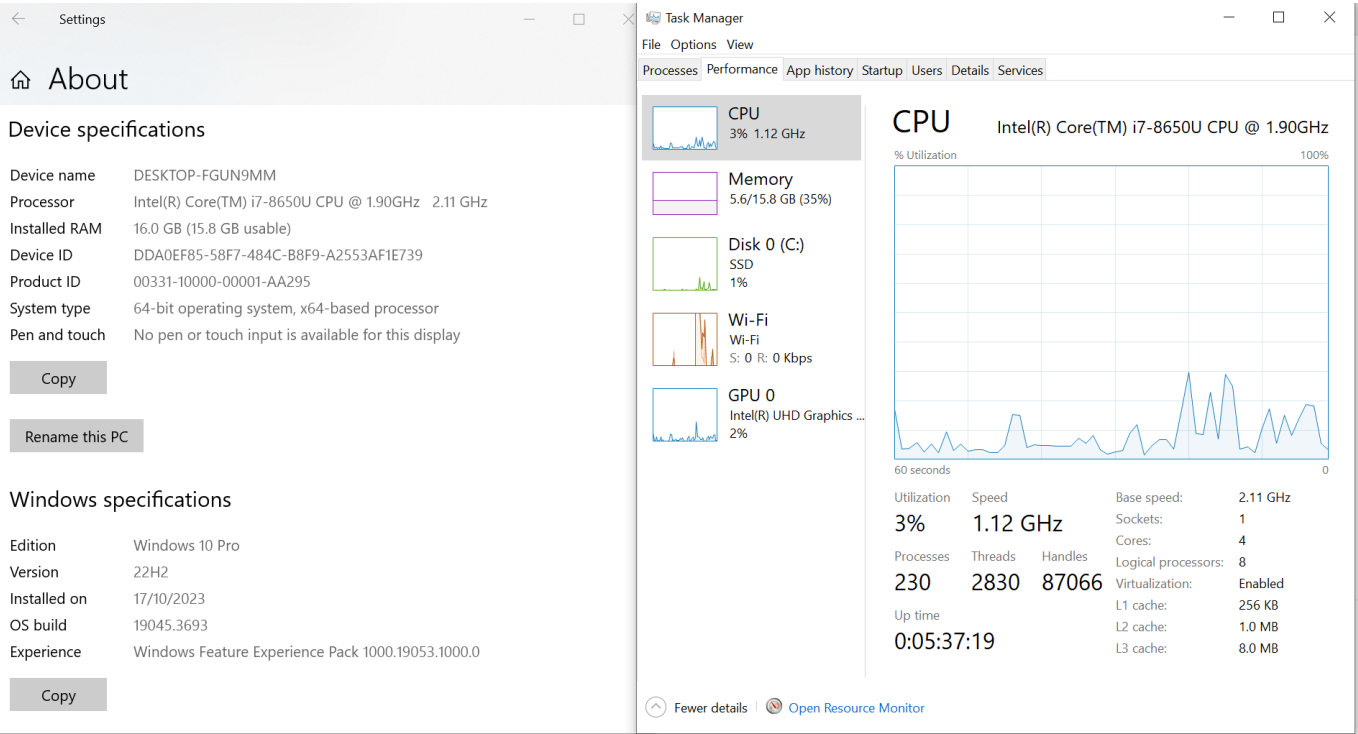 Settings
About
Device specifications
Device name DESKTOP-FGUN9MM
Processor Intel(R) Core(TM) i7-8650U CPU @ 1.90GHz 2.11 GHz
Installed RAM 16.0 GB (15.8 GB usable)
Device ID DDA0EF85-58F7-484C-B8F9-A2553AF1E739
Product ID 00331-10000-00001-AA295
System type 64-bit operating system, x64-based processor
Pen and touch No pen or touch input is available for this display
Copy
Rename this PC
Windows specifications
Edition Windows 10 Pro
Version 22H2
Installed on 17/10/2023
OS build 19045.3693
Experience Windows Feature Experience Pack 1000.19053.1000.0
Copy
Task Manager
File Options View
Processes Performance App history Startup Users Details Services
CPU
3% 1.12 GHz
Memory
5.6/15.8 GB (35%)
Disk 0 (C:)
SSD
1%
Wi-Fi
Wi-Fi
S: 0 R: 0 Kbps
GPU 0
Intel(R) UHD Graphics ...
2%
CPU Intel(R) Core(TM) i7-8650U CPU @ 1.90GHz
% Utilization 100%
60 seconds 0
Utilization Speed
3% 1.12 GHz
Processes Threads Handles
230 2830 87066
Up time
0:05:37:19
Base speed: 2.11 GHz
Sockets: 1
Cores: 4
Logical processors: 8
Virtualization: Enabled
L1 cache: 256 KB
L2 cache: 1.0 MB
L3 cache: 8.0 MB
Fewer details Open Resource Monitor